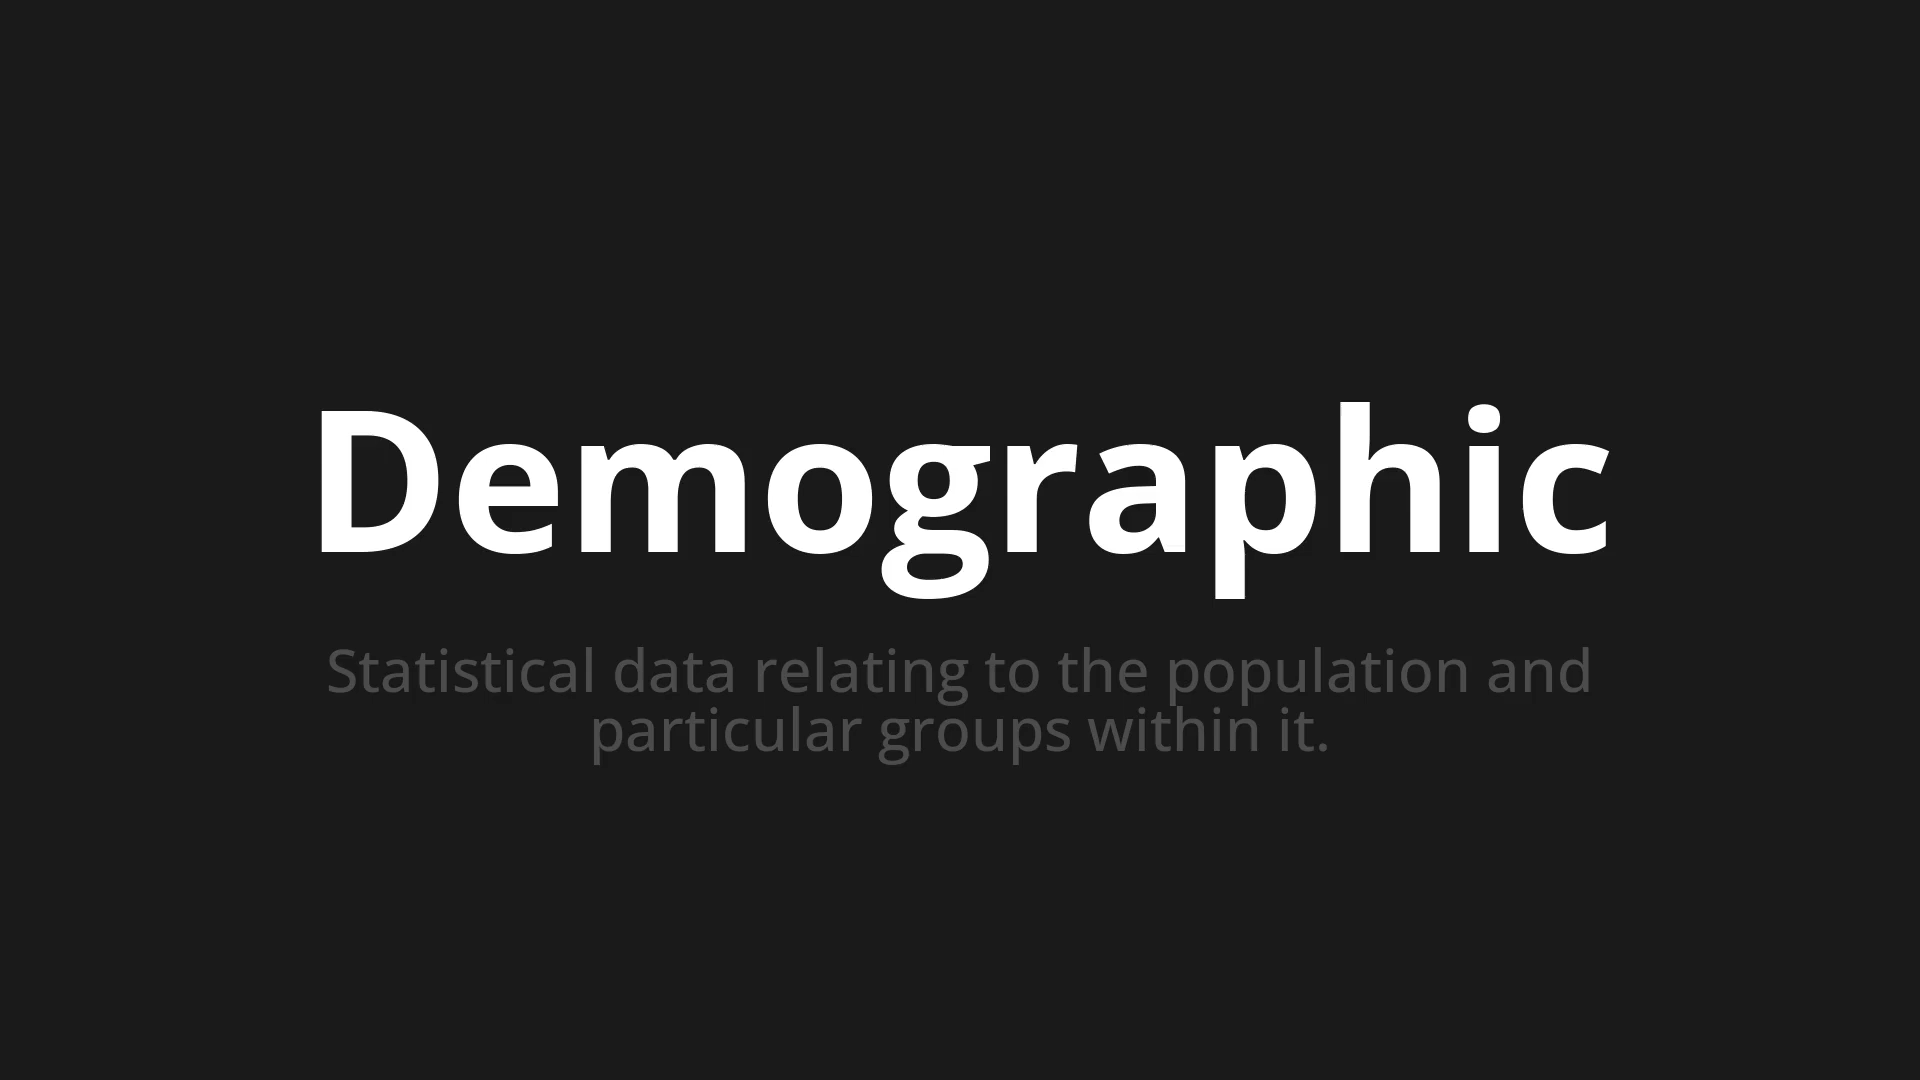 Demographic
Statistical data relating to the population and
particular groups within it.